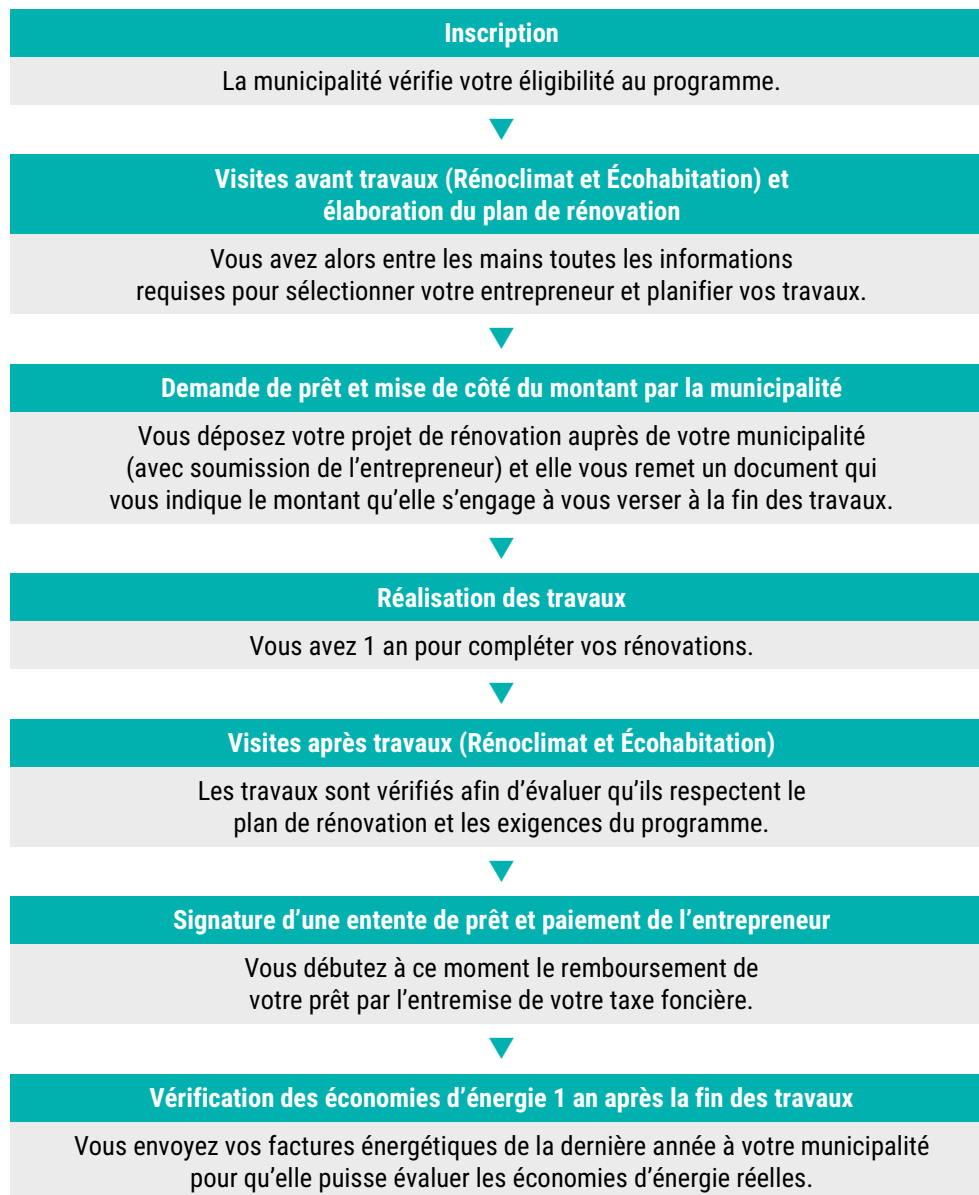 Inscription
La municipalité vérifie votre éligibilité au programme.
Visites avant travaux (Rénoclimat et Écohabitation) et
élaboration du plan de rénovation
Vous avez alors entre les mains toutes les informations
requises pour sélectionner votre entrepreneur et planifier vos travaux.
Demande de prêt et mise de côté du montant par la municipalité
Vous déposez votre projet de rénovation auprès de votre municipalité
(avec soumission de l’entrepreneur) et elle vous remet un document qui
vous indique le montant qu’elle s’engage à vous verser à la fin des travaux.
Réalisation des travaux
Vous avez 1 an pour compléter vos rénovations.
Visites après travaux (Rénoclimat et Écohabitation)
Les travaux sont vérifiés afin d’évaluer qu’ils respectent le
plan de rénovation et les exigences du programme.
Signature d’une entente de prêt et paiement de l’entrepreneur
Vous débutez à ce moment le remboursement de
votre prêt par l’entremise de votre taxe foncière.
Vérification des économies d’énergie 1 an après la fin des travaux
Vous envoyez vos factures énergétiques de la dernière année à votre municipalité
pour qu’elle puisse évaluer les économies d’énergie réelles.